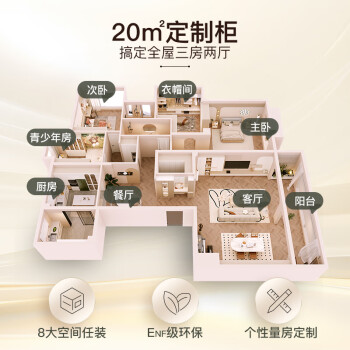 20m²定制柜
搞定全屋三房两厅
次卧
衣帽间
青少年房
主卧
厨房
餐厅
客厅
阳台
8大空间任装
ENF级环保
个性量房定制